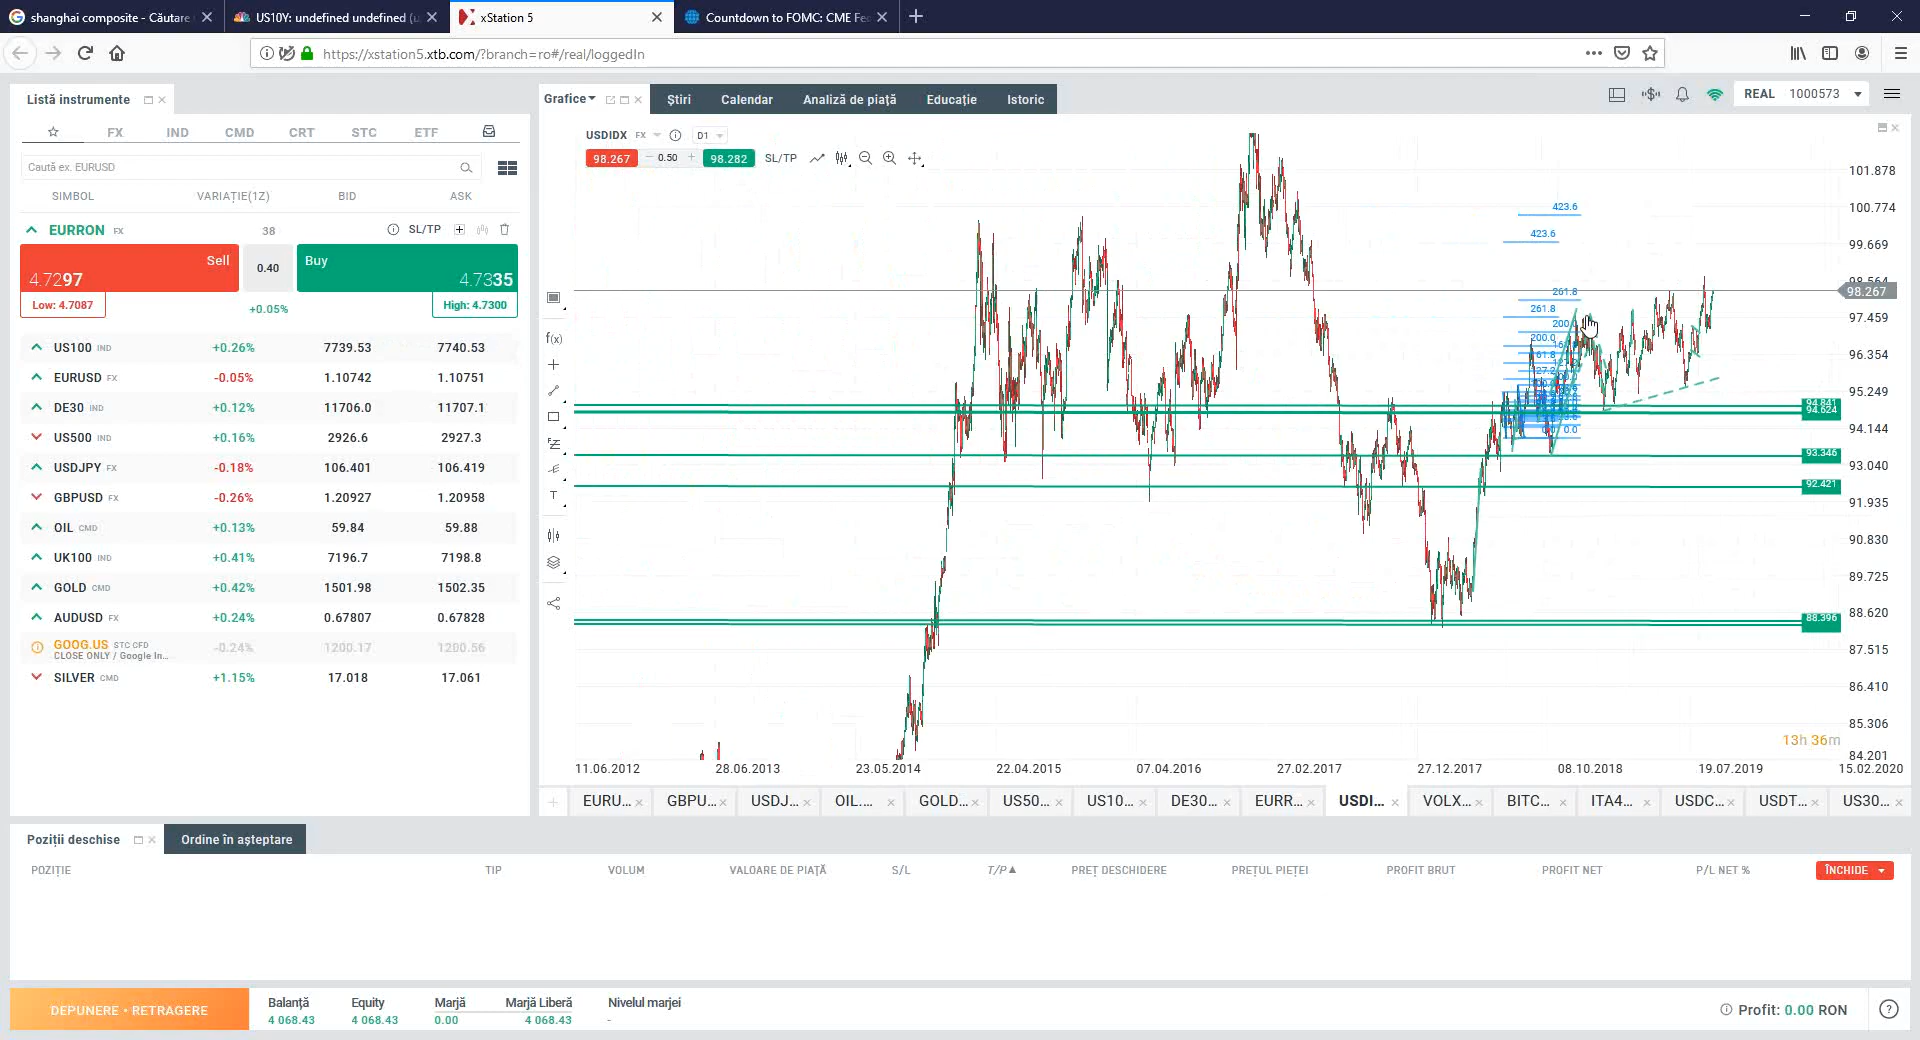 shanghai composite - Căutare
US10Y: undefined undefined (u
xStation 5
Countdown to FOMC: CME Fe
https://xstation5.xtb.com/?branch=ro#/real/loggedIn
Listă instrumente
FX IND CMD CRT STC ETF
Caută ex. EURUSD
SIMBOL VARIAȚIE(1Z) BID ASK
EURRON FX 38 SL/TP
Sell 0.40 Buy
4.7297 4.7335
Low: 4.7087 +0.05% High: 4.7300
US100 IND +0.26% 7739.53 7740.53
EURUSD FX -0.05% 1.10742 1.10751
DE30 IND +0.12% 11706.0 11707.1
US500 IND +0.16% 2926.6 2927.3
USDJPY FX -0.18% 106.401 106.419
GBPUSD FX -0.26% 1.20927 1.20958
OIL CMD +0.13% 59.84 59.88
UK100 IND +0.41% 7196.7 7198.8
GOLD CMD +0.42% 1501.98 1502.35
AUDUSD FX +0.24% 0.67807 0.67828
GOOG.US STC CFD -0.24% 1200.17 1200.56
CLOSE ONLY / Google In...
SILVER CMD +1.15% 17.018 17.061
Grafice Știri Calendar Analiză de piață Educație Istoric
REAL 1000573
USDIDX FX D1
98.267 0.50 98.282 SL/TP
f(x)
T
423.6
423.6
261.8
261.8
200.0
0.0 0.0
101.878
100.774
99.669
98.564
98.267
97.459
96.354
95.249
94.841
94.624
94.144
93.346
93.040
92.421
91.935
90.830
89.725
88.620
88.396
87.515
86.410
85.306
84.201
13h 36m
11.06.2012 28.06.2013 23.05.2014 22.04.2015 07.04.2016 27.02.2017 27.12.2017 08.10.2018 19.07.2019 15.02.2020
EURU... GBPU... USDJ... OIL.... GOLD... US50... US10... DE30... EURR... USDI... VOLX... BITC... ITA4... USDC... USDT... US30...
Poziții deschise Ordine în așteptare
POZIȚIE TIP VOLUM VALOARE DE PIAȚĂ S/L T/P PREȚ DESCHIDERE PREȚUL PIEȚEI PROFIT BRUT PROFIT NET P/L NET % ÎNCHIDE
DEPUNERE • RETRAGERE
Balanță Equity Marjă Marjă Liberă Nivelul marjei
4 068.43 4 068.43 0.00 4 068.43 -
Profit: 0.00 RON